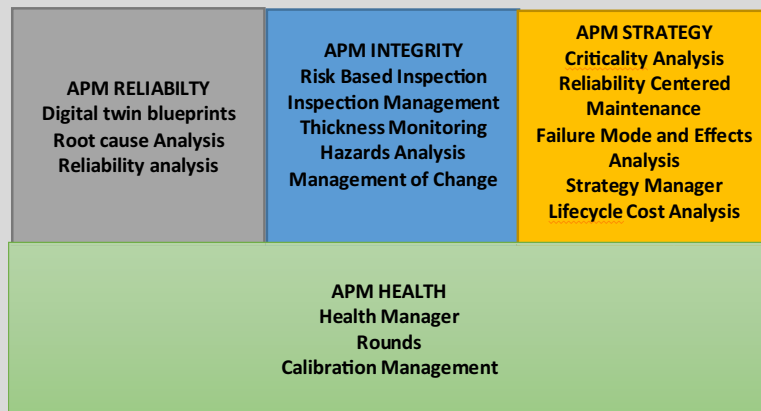 APM RELIABILTY
Digital twin blueprints
Root cause Analysis
Reliability analysis
APM INTEGRITY
Risk Based Inspection
Inspection Management
Thickness Monitoring
Hazards Analysis
Management of Change
APM STRATEGY
Criticality Analysis
Reliability Centered
Maintenance
Failure Mode and Effects
Analysis
Strategy Manager
Lifecycle Cost Analysis
APM HEALTH
Health Manager
Rounds
Calibration Management